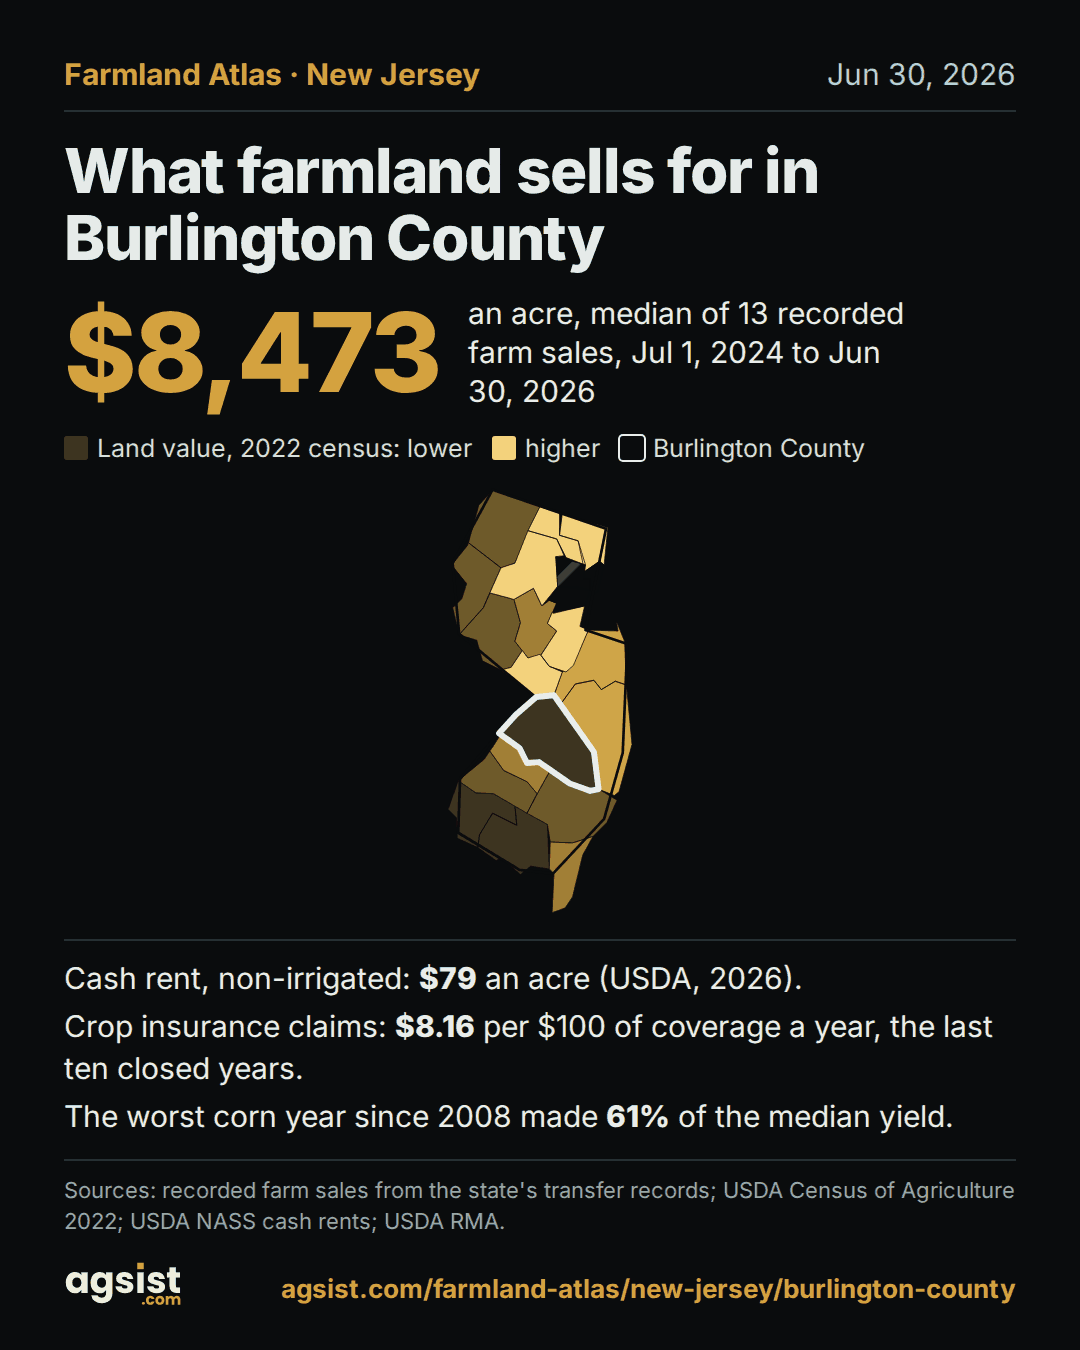 Farmland Atlas · New Jersey
Jun 30, 2026
What farmland sells for in
Burlington County
$8,473
an acre, median of 13 recorded
farm sales, Jul 1, 2024 to Jun
30, 2026
Land value, 2022 census: lower
higher
Burlington County
Cash rent, non-irrigated: $79 an acre (USDA, 2026).
Crop insurance claims: $8.16 per $100 of coverage a year, the last
ten closed years.
The worst corn year since 2008 made 61% of the median yield.
Sources: recorded farm sales from the state's transfer records; USDA Census of Agriculture
2022; USDA NASS cash rents; USDA RMA.
agsist
.com
agsist.com/farmland-atlas/new-jersey/burlington-county